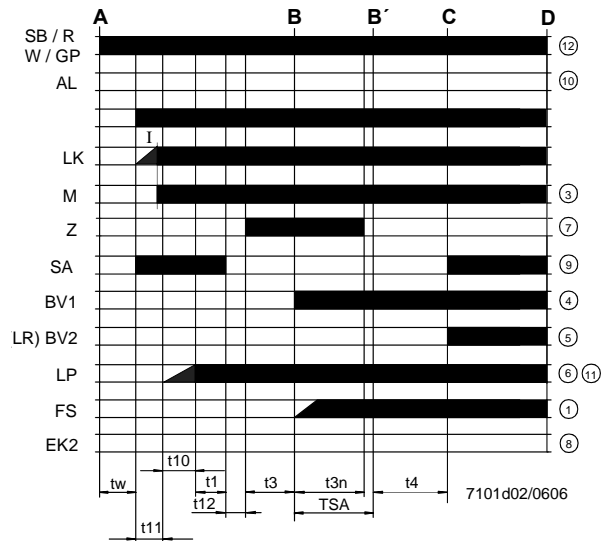 A B B´ C D
SB / R
W / GP ⑫
AL ⑩
I
LK
M ③
Z ⑦
SA ⑨
BV1 ④
(LR) BV2 ⑤
LP ⑥ ⑪
FS ①
EK2 ⑧
t10
tw t1 t3 t3n t4 7101d02/0606
t12 TSA
t11